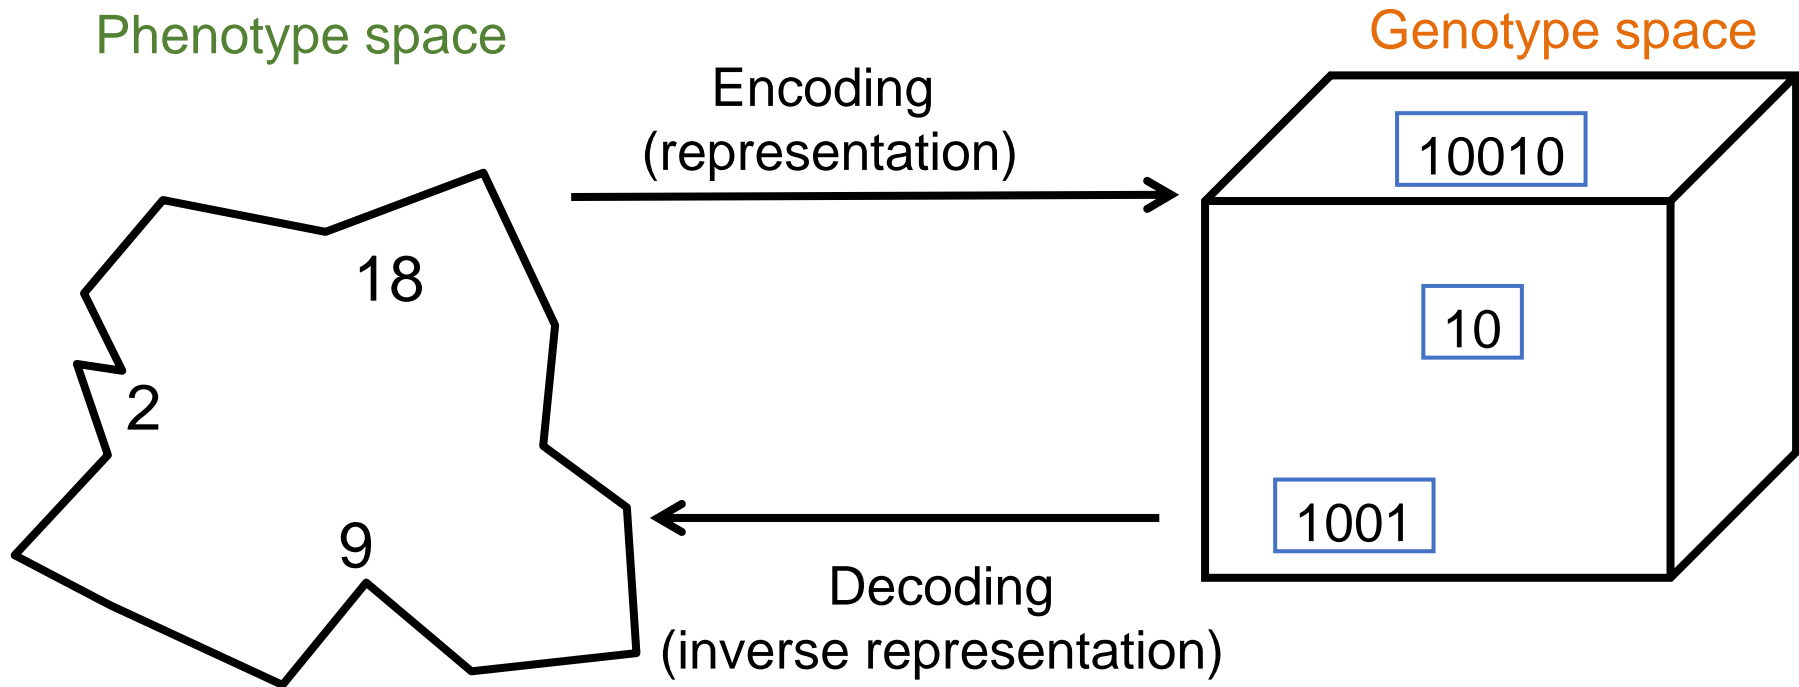 Phenotype space
Genotype space
Encoding
(representation)
10010
18
10
2
1001
9
Decoding
(inverse representation)